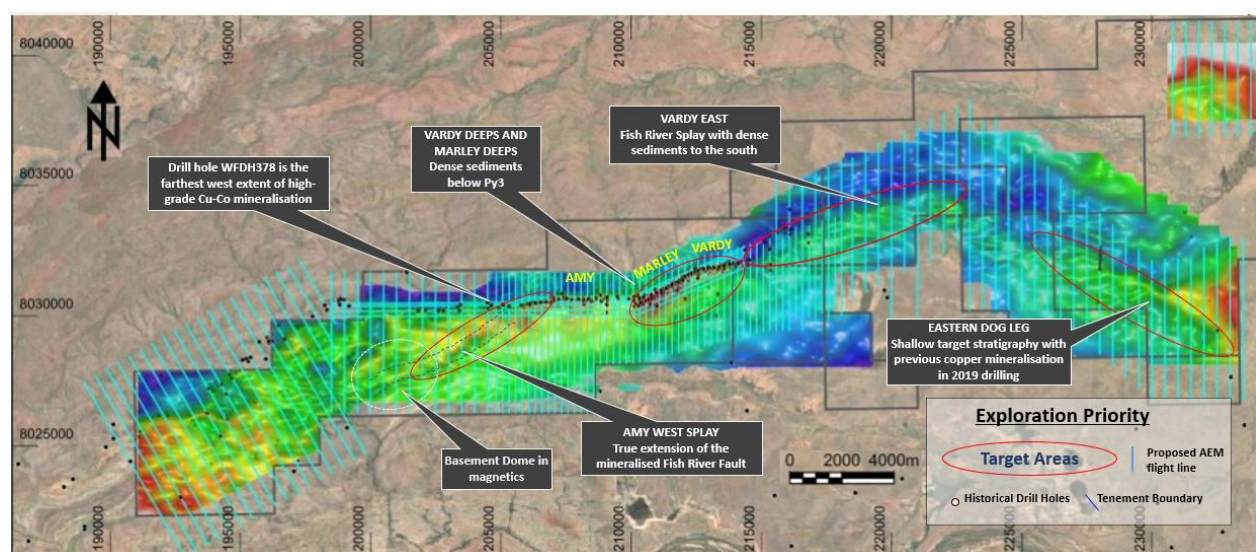 190000
195000
200000
205000
210000
215000
220000
225000
230000
8040000
8035000
8030000
8025000
N
VARDY EAST
Fish River Splay with dense
sediments to the south
VARDY DEEPS AND
MARLEY DEEPS
Dense sediments
below Py3
Drill hole WFDH378 is the
farthest west extent of high-
grade Cu-Co mineralisation
AMY
MARLEY
VARDY
EASTERN DOG LEG
Shallow target stratigraphy with
previous copper mineralisation
in 2019 drilling
AMY WEST SPLAY
True extension of the
mineralised Fish River Fault
Basement Dome in
magnetics
0 2000 4000m
Exploration Priority
Target Areas
Proposed AEM
flight line
Historical Drill Holes
Tenement Boundary
190000
195000
200000
205000
210000
215000
220000
225000
230000